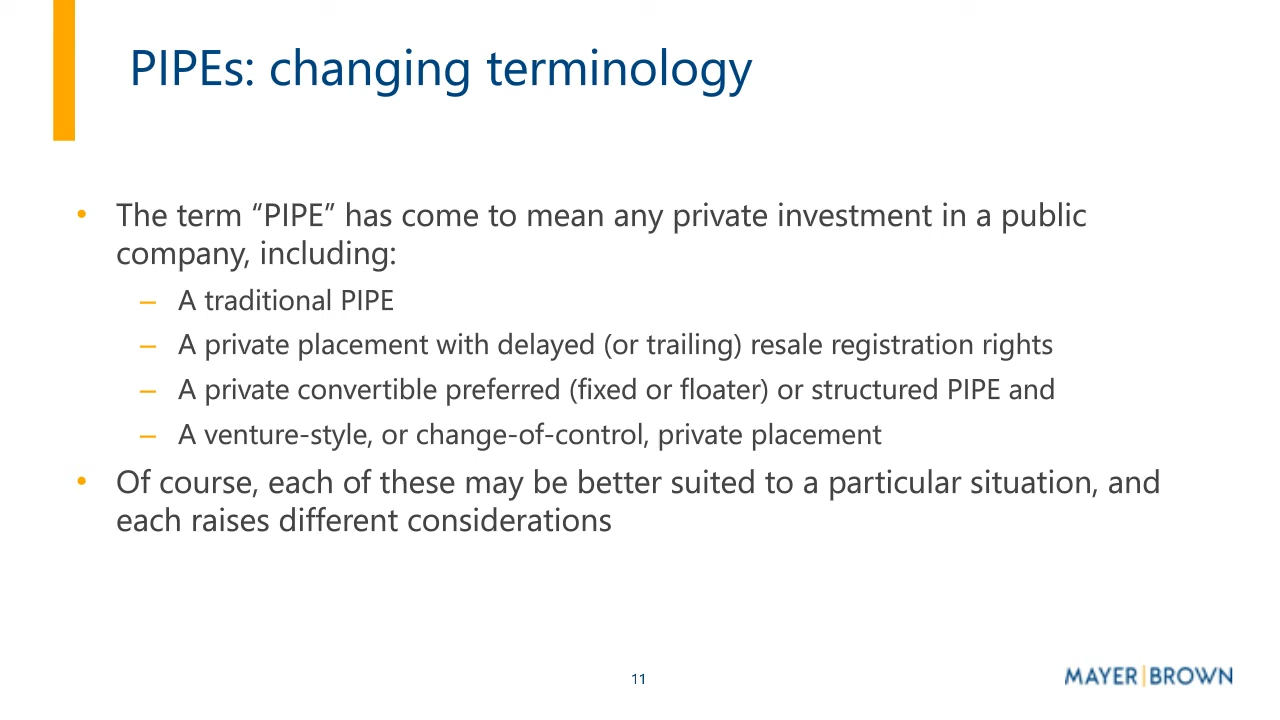 PIPEs: changing terminology
• The term “PIPE” has come to mean any private investment in a public
company, including:
– A traditional PIPE
– A private placement with delayed (or trailing) resale registration rights
– A private convertible preferred (fixed or floater) or structured PIPE and
– A venture-style, or change-of-control, private placement
• Of course, each of these may be better suited to a particular situation, and
each raises different considerations
11
MAYER|BROWN